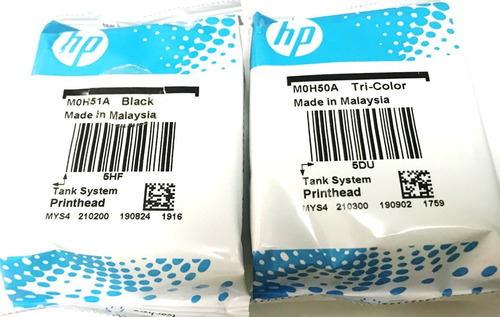 hp
M0H51A Black
Made in Malaysia
5HF
Tank System
Printhead
MYS4 210200 190824 1916
hp
M0H50A Tri-Color
Made in Malaysia
5DU
Tank System
Printhead
MYS4 210300 190902 1759